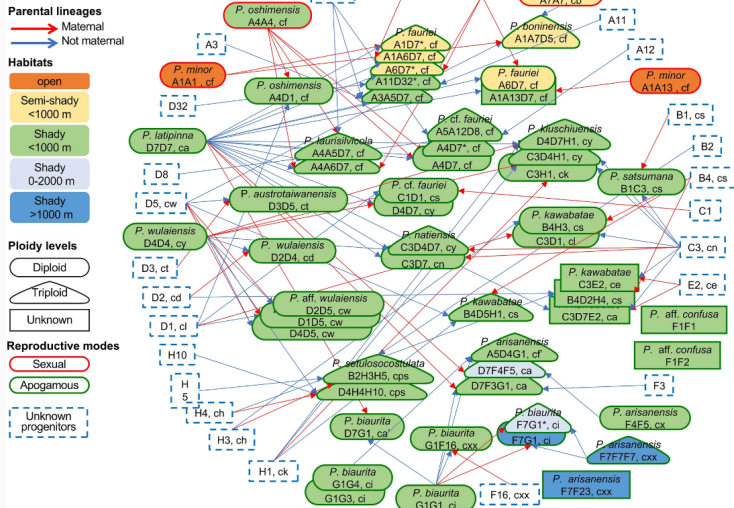 Parental lineages
Maternal
Not maternal
Habitats
open
Semi-shady
<1000 m
Shady
<1000 m
Shady
0-2000 m
Shady
>1000 m
Ploidy levels
Diploid
Triploid
Unknown
Reproductive modes
Sexual
Apogamous
Unknown
progenitors
P. oshimensis
A4A4, cf
A7A7, cb
A3
P. fauriei
A1D7*, cf
A1A6D7, cf
A6D7*, cf
A11D32*, cf
A3A5D7, cf
P. boninensis
A1A7D5, cf
A11
A12
P. minor
A1A1, cf
P. oshimensis
A4D1, cf
P. fauriei
A6D7, cf
A1A13D7, cf
P. minor
A1A13 , cf
D32
B1, cs
P. latipinna
D7D7, ca
P. laurisilvicola
A4A5D7, cf
A4A6D7, cf
P. cf. fauriei
A5A12D8, cf
A4D7*, cf
A4D7, cf
P. kiuschiuensis
D4D7H1, cy
C3D4H1, cy
C3H1, ck
B2
D8
P. satsumana
B1C3, cs
B4, cs
D5, cw
P. austrotaiwanensis
D3D5, ct
P. cf. fauriei
C1D1, cs
D4D7, cy
C1
P. wulaiensis
D4D4, cy
P. wulaiensis
D2D4, cd
P. natiensis
C3D4D7, cy
C3D7, cn
P. kawabatae
B4H3, cs
C3D1, cl
C3, cn
D3, ct
D2, cd
P. aff. wulaiensis
D2D5, cw
D1D5, cw
D4D5, cw
P. kawabatae
B4D5H1, cs
P. kawabatae
C3E2, ce
B4D2H4, cs
C3D7E2, ca
E2, ce
D1, cl
P. aff. confusa
F1F1
H10
P. setulosocostulata
B2H3H5, cps
D4H4H10, cps
P. arisanensis
A5D4G1, cf
D7F4F5, ca
D7F3G1, ca
P. aff. confusa
F1F2
H
5
F3
H4, ch
P. biaurita
D7G1, ca
P. biaurita
F7G1*, ci
F7G1, ci
P. arisanensis
F4F5, cx
H3, ch
P. biaurita
G1F16, cxx
P. arisanensis
F7F7F7, cxx
H1, ck
P. biaurita
G1G4, ci
G1G3, ci
P. biaurita
G1G1, ci
F16, cxx
P. arisanensis
F7F23, cxx